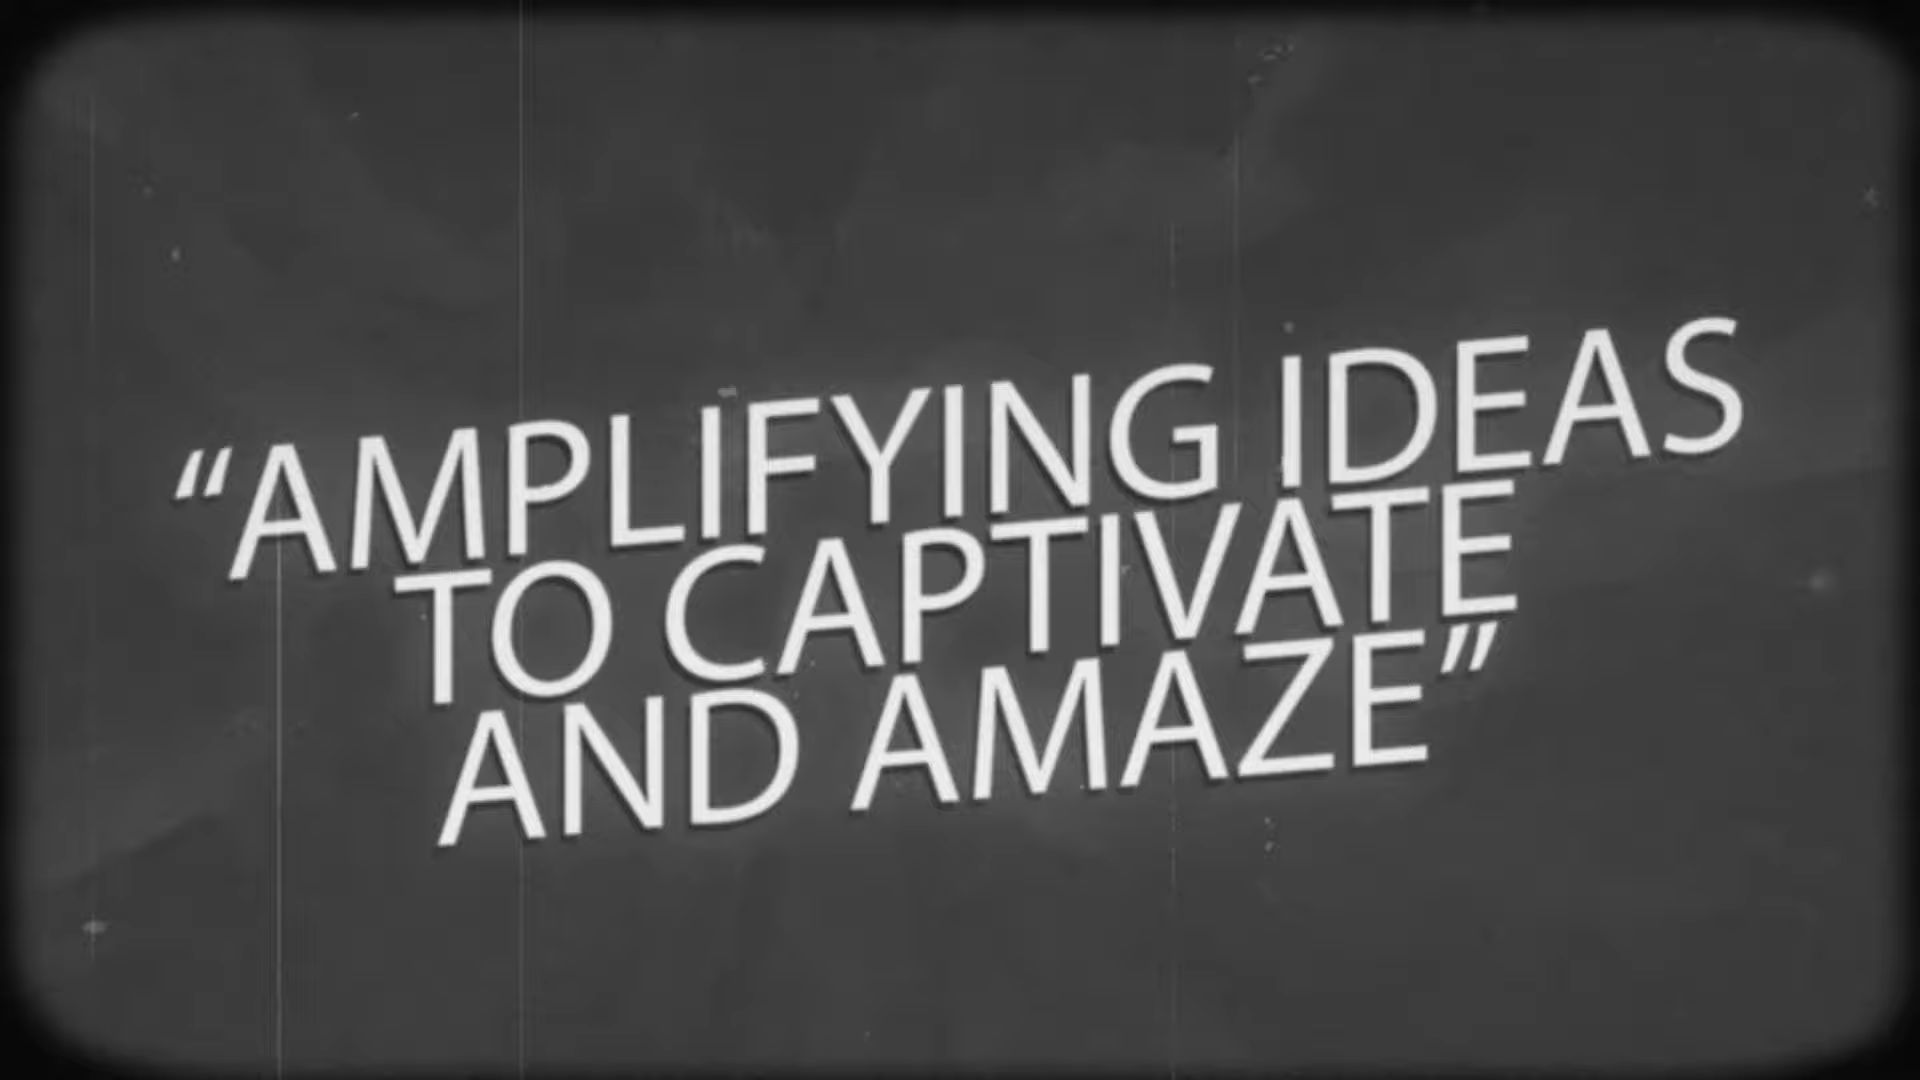 “AMPLIFYING IDEAS
TO CAPTIVATE
AND AMAZE”